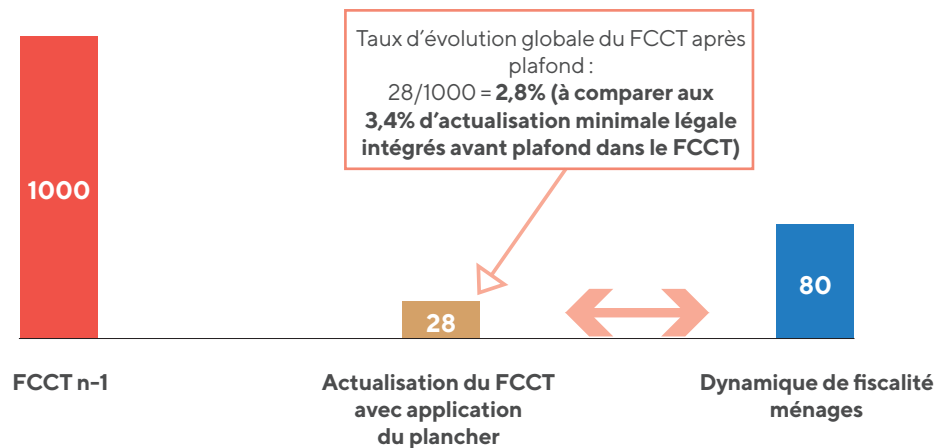 Taux d’évolution globale du FCCT après
plafond :
28/1000 = 2,8% (à comparer aux
3,4% d’actualisation minimale légale
intégrés avant plafond dans le FCCT)
1000
28
80
FCCT n-1
Actualisation du FCCT
avec application
du plancher
Dynamique de fiscalité
ménages